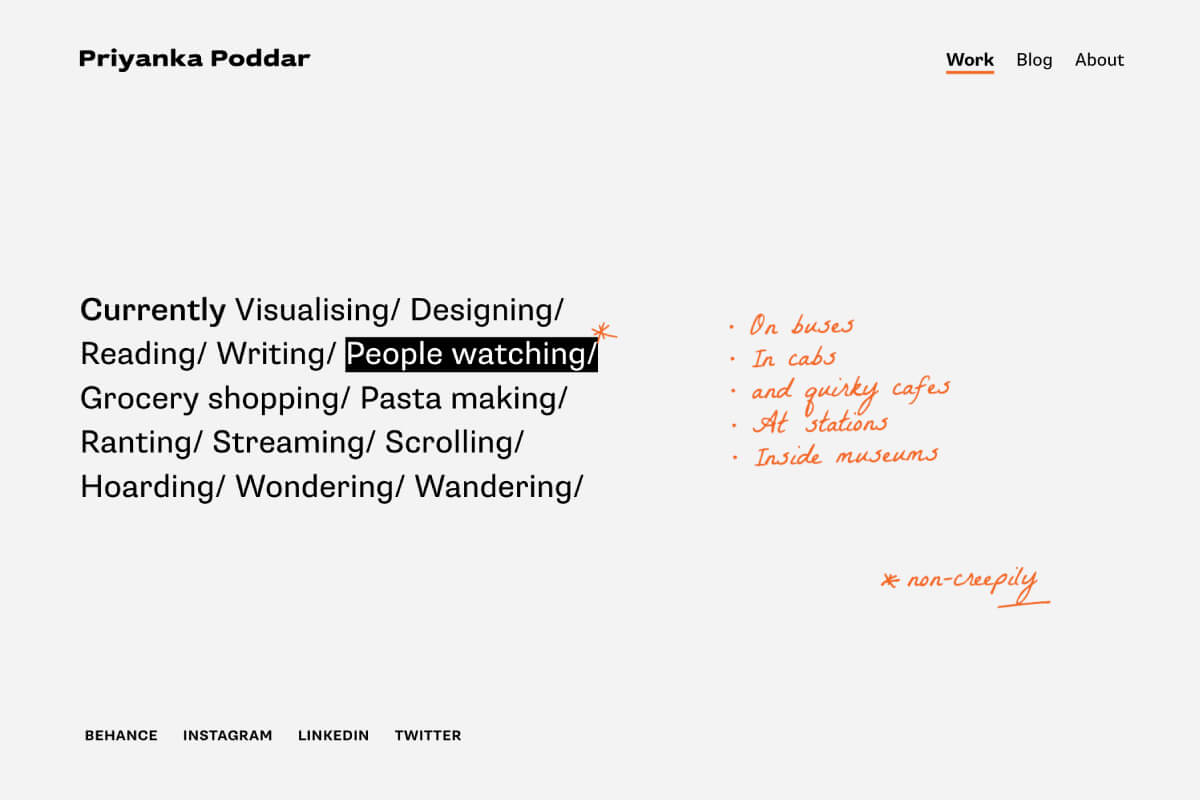 Priyanka Poddar
Work Blog About
Currently Visualising/ Designing/
Reading/ Writing/ People watching/*
Grocery shopping/ Pasta making/
Ranting/ Streaming/ Scrolling/
Hoarding/ Wondering/ Wandering/
• On buses
• In cabs
• and quirky cafes
• At stations
• Inside museums
* non-creepily
BEHANCE INSTAGRAM LINKEDIN TWITTER